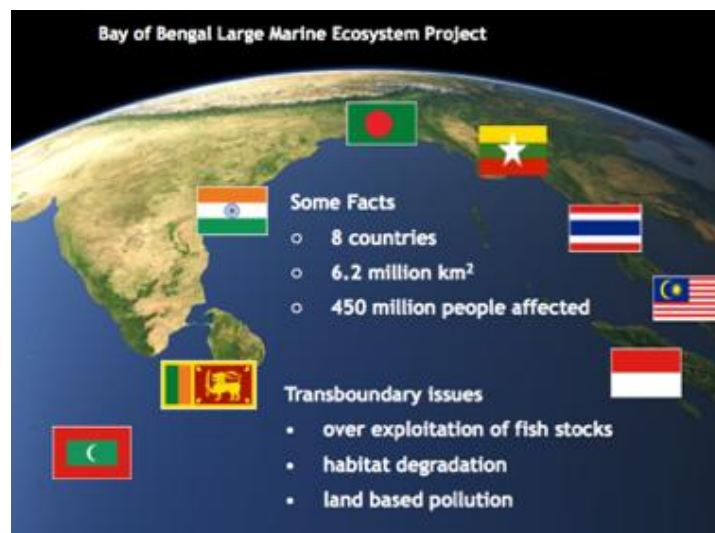 Bay of Bengal Large Marine Ecosystem Project
Some Facts
○ 8 countries
○ 6.2 million km²
○ 450 million people affected
Transboundary issues
• over exploitation of fish stocks
• habitat degradation
• land based pollution